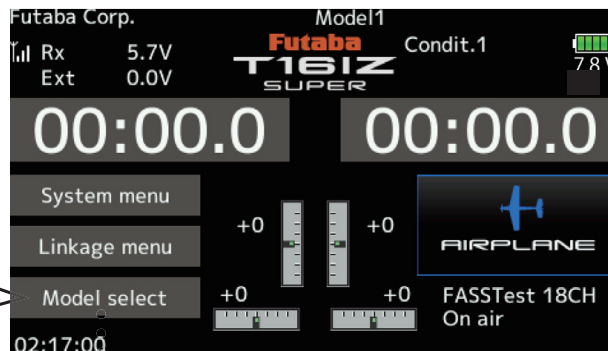 Futaba Corp.
Model1
Rx 5.7V
Ext 0.0V
Futaba
T16IZ
SUPER
Condit.1
7.8V
00:00.0
00:00.0
System menu
Linkage menu
Model select
+0
+0
+0
+0
AIRPLANE
FASSTest 18CH
On air
02:17:00